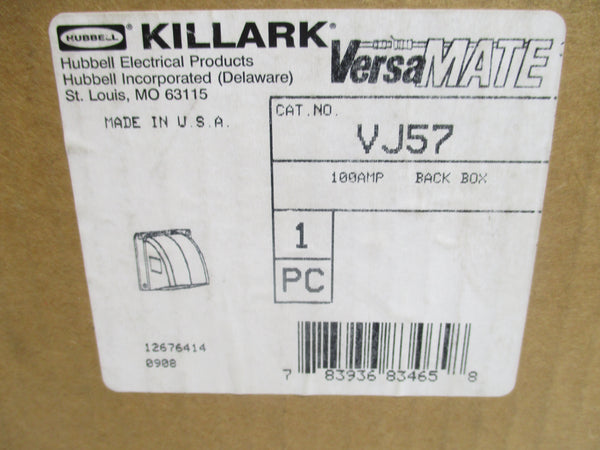 HUBBELL KILLARK®
VersaMATE
Hubbell Electrical Products
Hubbell Incorporated (Delaware)
St. Louis, MO 63115
MADE IN U.S.A.
CAT.NO.
VJ57
100AMP BACK BOX
1
PC
12676414
0908
7 83936 83465 8